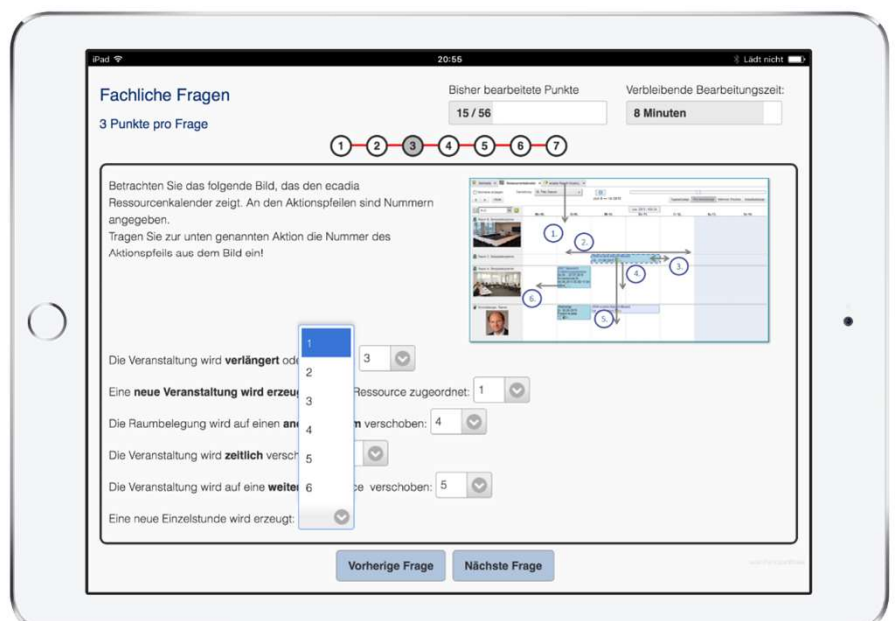 iPad
20:55
Lädt nicht
Fachliche Fragen
3 Punkte pro Frage
Bisher bearbeitete Punkte
15 / 56
Verbleibende Bearbeitungszeit:
8 Minuten
1 2 3 4 5 6 7
Betrachten Sie das folgende Bild, das den ecadia
Ressourcenkalender zeigt. An den Aktionspfeilen sind Nummern
angegeben.
Tragen Sie zur unten genannten Aktion die Nummer des
Aktionspfeils aus dem Bild ein!
1.
2.
3.
4.
5.
6.
Die Veranstaltung wird verlängert ode 3
Eine neue Veranstaltung wird erzeug Ressource zugeordnet: 1
Die Raumbelegung wird auf einen an m verschoben: 4
Die Veranstaltung wird zeitlich versch
Die Veranstaltung wird auf eine weite ce verschoben: 5
Eine neue Einzelstunde wird erzeugt:
1
2
3
4
5
6
Vorherige Frage
Nächste Frage